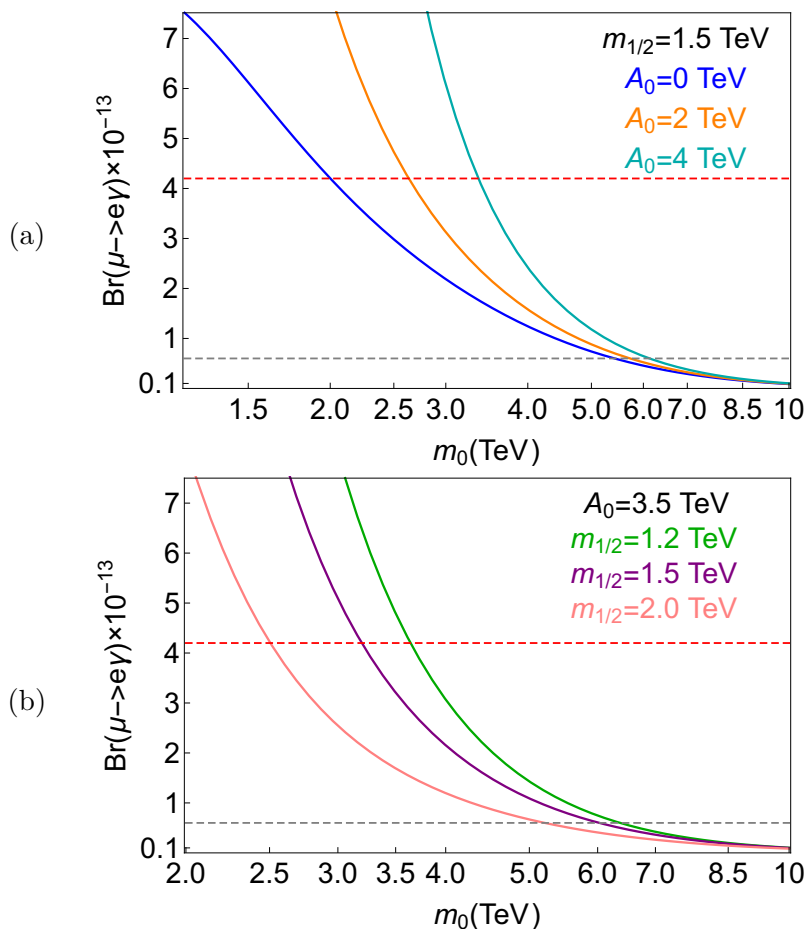 (a)
Br(μ−>eγ)×10⁻¹³
7
6
5
4
3
2
1
0.1
m₁/₂=1.5 TeV
A₀=0 TeV
A₀=2 TeV
A₀=4 TeV
1.5 2.0 2.5 3.0 4.0 5.0 6.0 7.0 8.5 10
m₀(TeV)
(b)
Br(μ−>eγ)×10⁻¹³
7
6
5
4
3
2
1
0.1
A₀=3.5 TeV
m₁/₂=1.2 TeV
m₁/₂=1.5 TeV
m₁/₂=2.0 TeV
2.0 2.5 3.0 3.5 4.0 5.0 6.0 7.0 8.5 10
m₀(TeV)